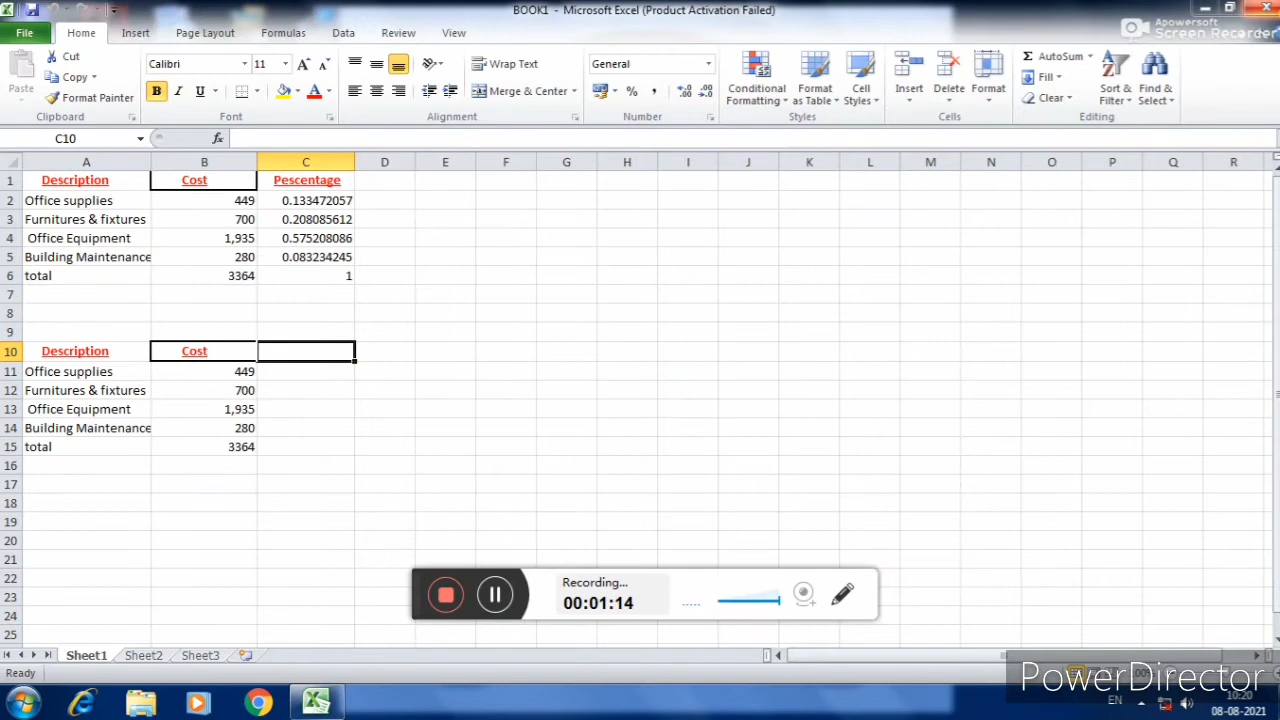 BOOK1 - Microsoft Excel (Product Activation Failed)
Apowersoft
Screen Recorder
File Home Insert Page Layout Formulas Data Review View
Paste
Cut
Copy
Format Painter
Calibri 11
B I U
A A
Wrap Text
Merge & Center
General
% ,
Conditional Formatting
Format as Table
Cell Styles
Insert
Delete
Format
Σ AutoSum
Fill
Clear
Sort & Filter
Find & Select
Clipboard Font Alignment Number Styles Cells Editing
C10 fx
A B C D E F G H I J K L M N O P Q R
1 Description Cost Pescentage
2 Office supplies 449 0.133472057
3 Furnitures & fixtures 700 0.208085612
4 Office Equipment 1,935 0.575208086
5 Building Maintenance 280 0.083234245
6 total 3364 1
7
8
9
10 Description Cost
11 Office supplies 449
12 Furnitures & fixtures 700
13 Office Equipment 1,935
14 Building Maintenance 280
15 total 3364
16
17
18
19
20
21
22
23
24
25
Recording...
00:01:14
Sheet1 Sheet2 Sheet3
Ready
PowerDirector
EN
10:20
08-08-2021